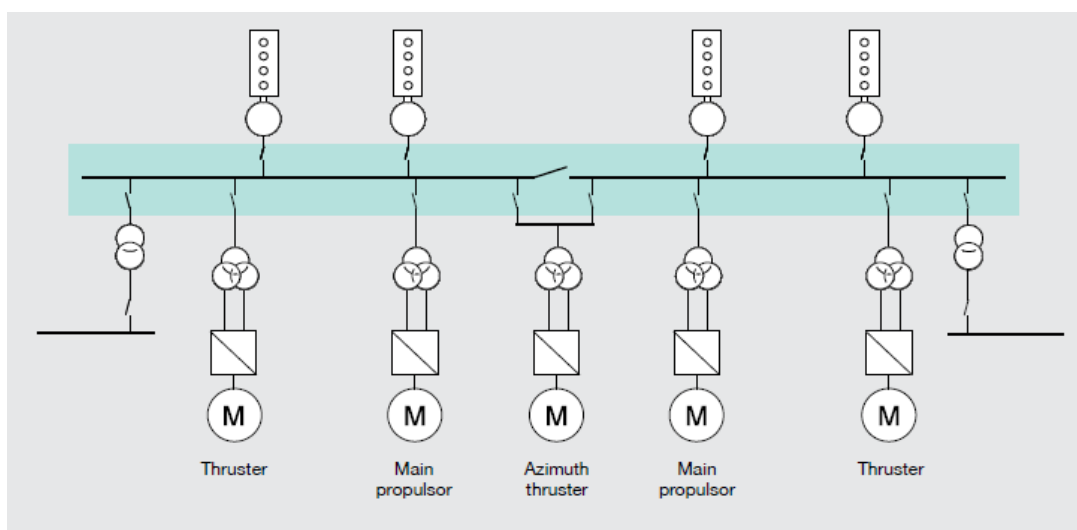 M
M
M
M
M
Thruster
Main
propulsor
Azimuth
thruster
Main
propulsor
Thruster